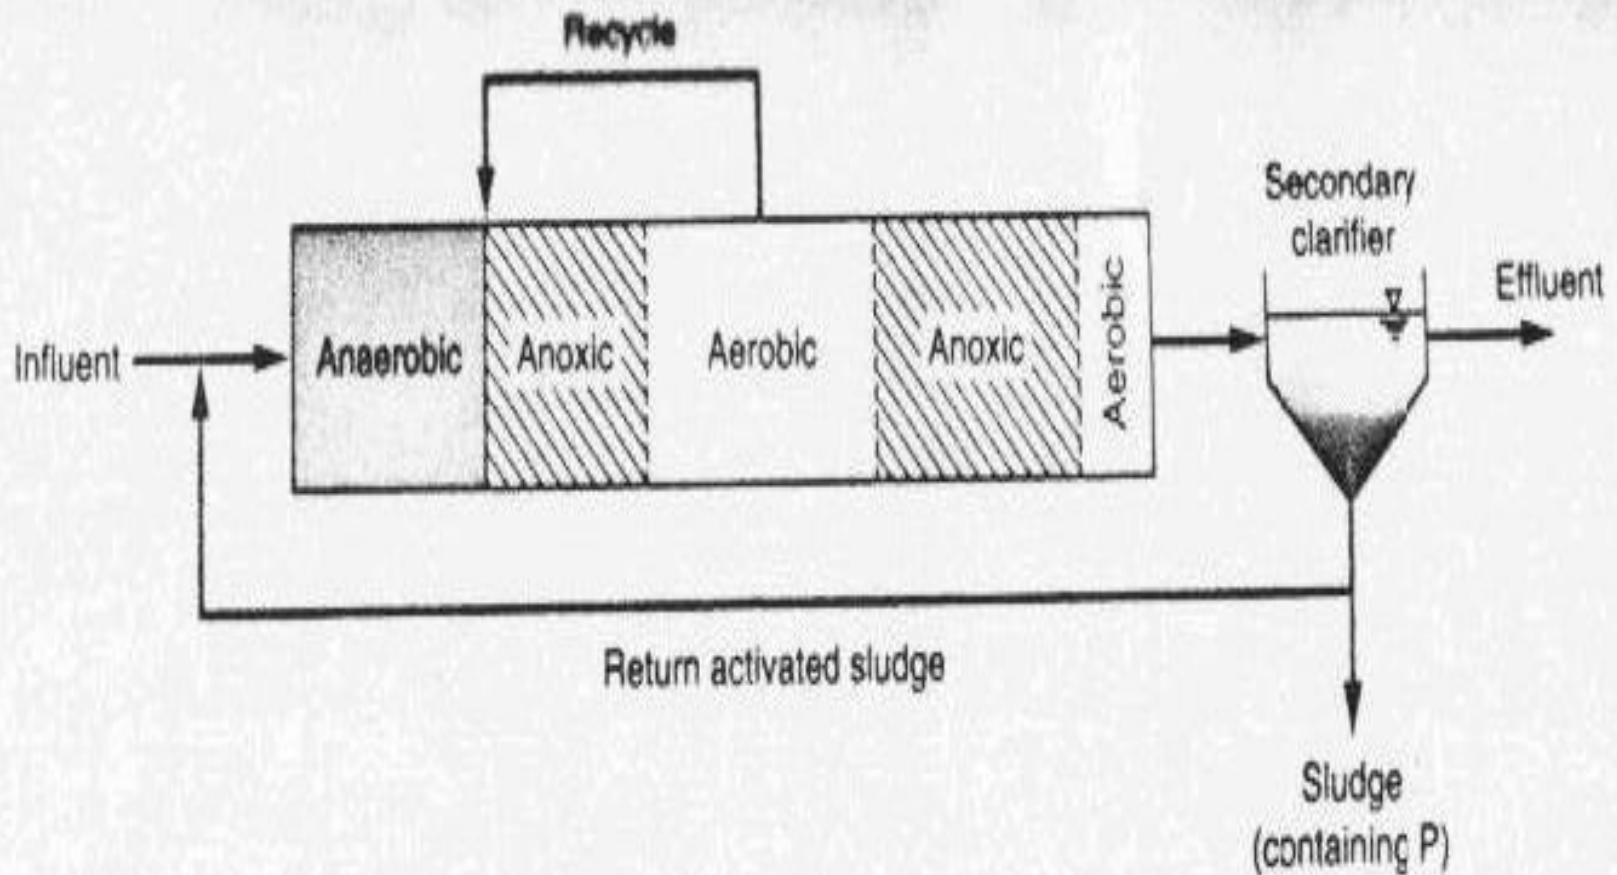 Recycle
Secondary
clarifier
Effluent
Influent
Anaerobic
Anoxic
Aerobic
Anoxic
Aerobic
Return activated sludge
Sludge
(containing P)